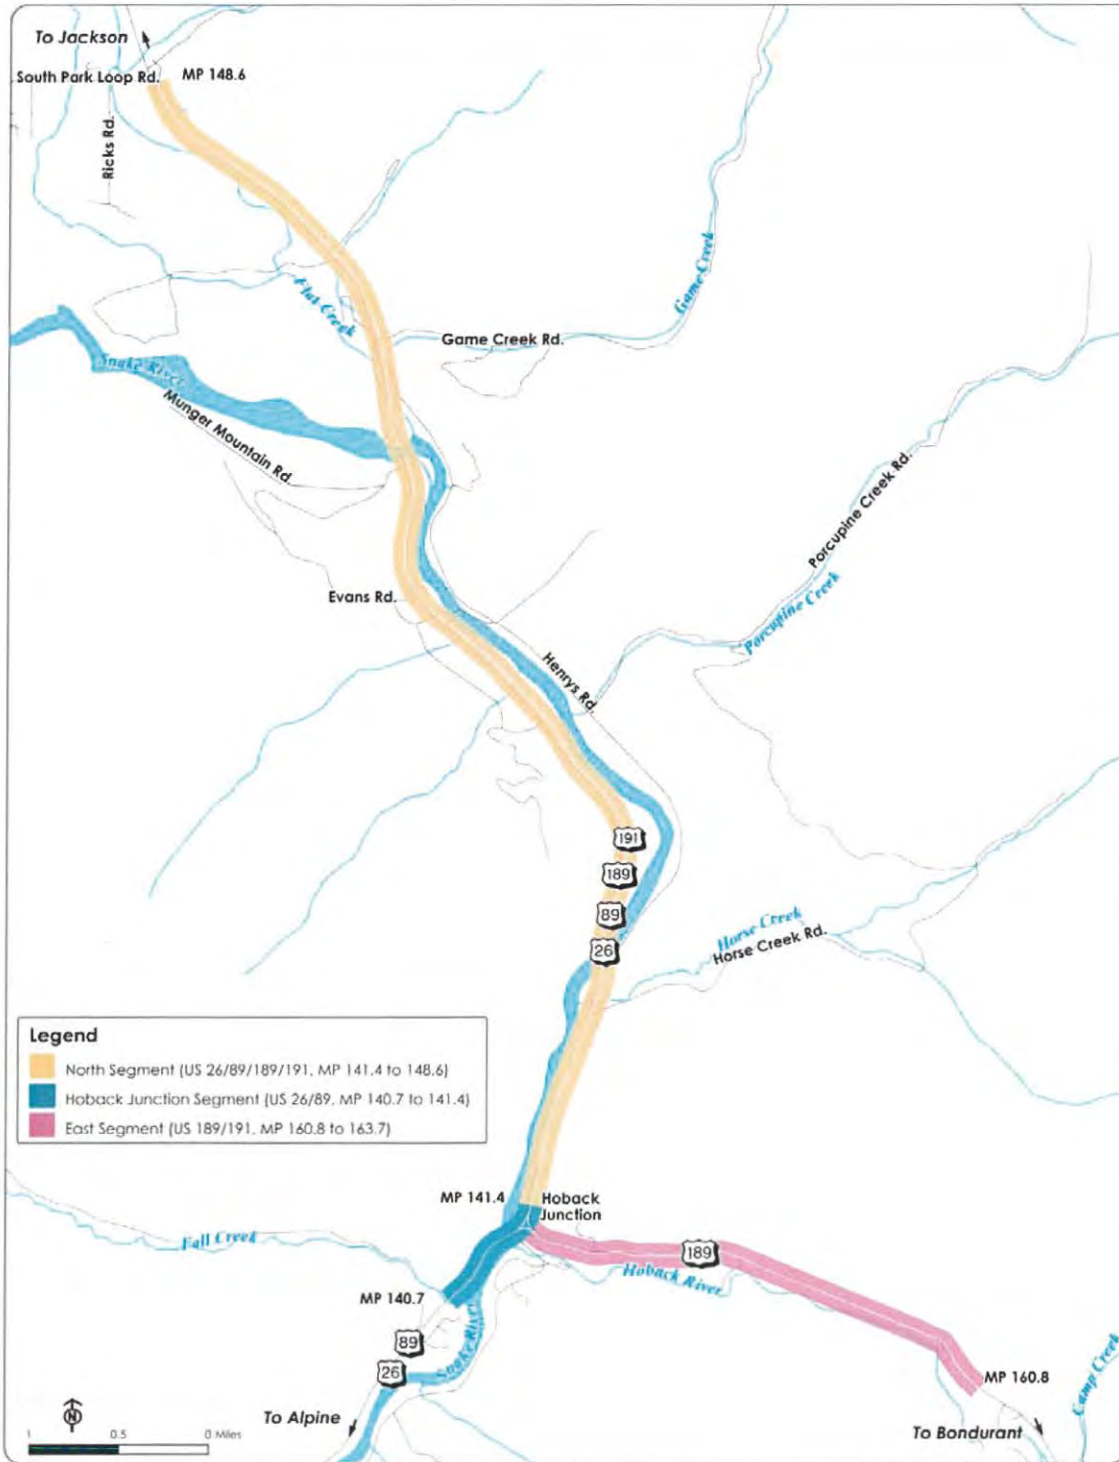 To Jackson
South Park Loop Rd.
MP 148.6
Ricks Rd.
Flat Creek
Game Creek
Game Creek Rd.
Snake River
Munger Mountain Rd.
Porcupine Creek Rd.
Porcupine Creek
Evans Rd.
Henrys Rd.
191
189
89
26
Horse Creek
Horse Creek Rd.
Legend
North Segment (US 26/89/189/191, MP 141.4 to 148.6)
Hoback Junction Segment (US 26/89, MP 140.7 to 141.4)
East Segment (US 189/191, MP 160.8 to 163.7)
MP 141.4
Hoback
Junction
Fall Creek
189
Hoback River
MP 140.7
89
Snake River
26
MP 160.8
Camp Creek
To Alpine
To Bondurant
N
1 0.5 0 Miles